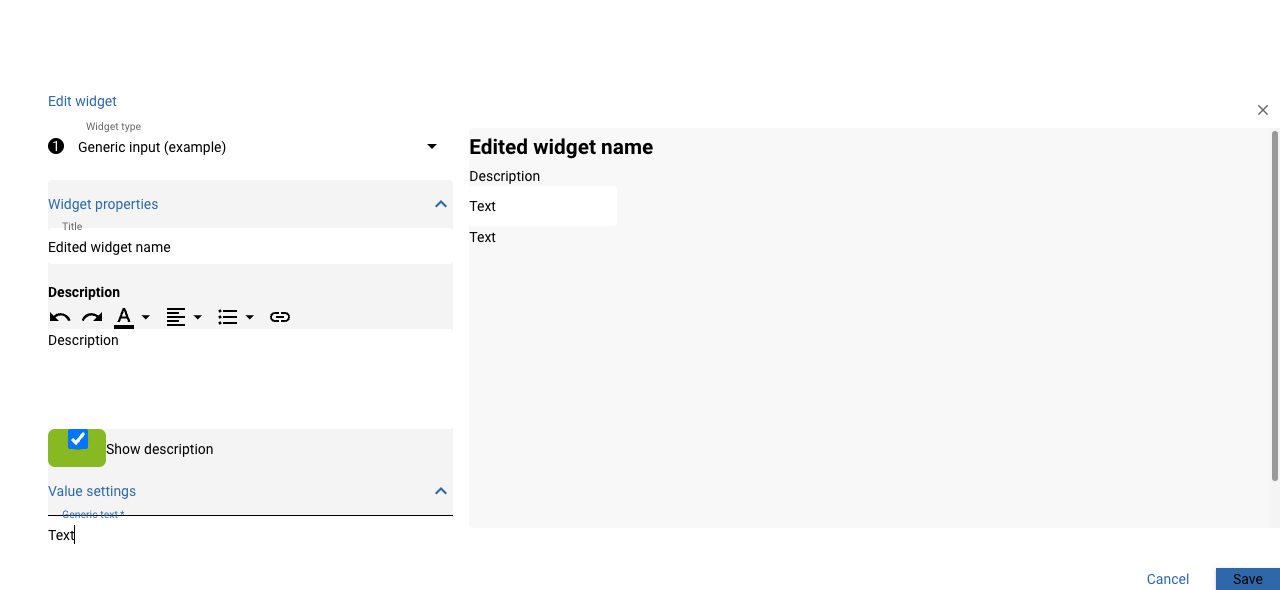 Edit widget
Widget type
1 Generic input (example)
Widget properties
Title
Edited widget name
Description
A
Description
Show description
Value settings
Generic text *
Text
Edited widget name
Description
Text
Text
Cancel
Save